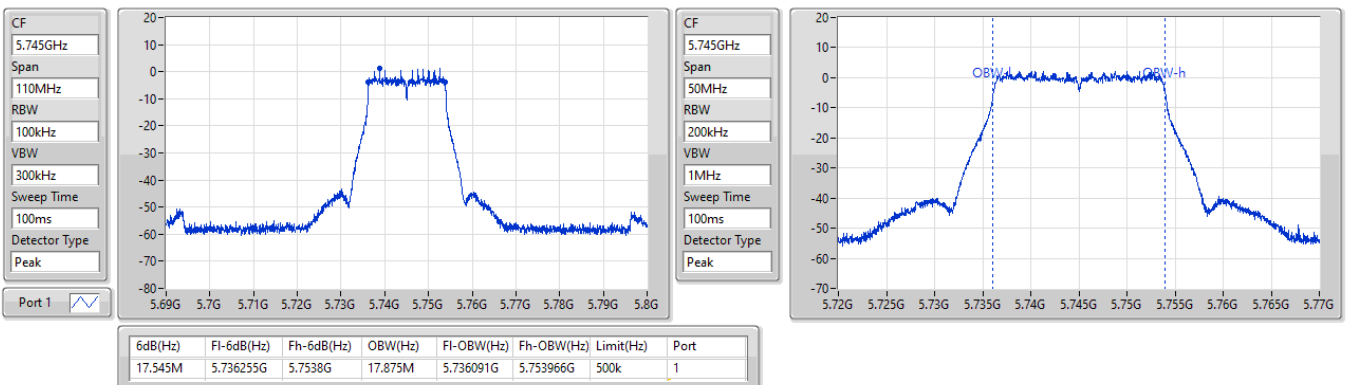 CF
5.745GHz
Span
110MHz
RBW
100kHz
VBW
300kHz
Sweep Time
100ms
Detector Type
Peak
Port 1
20
10
0
-10
-20
-30
-40
-50
-60
-70
-80
5.69G 5.7G 5.71G 5.72G 5.73G 5.74G 5.75G 5.76G 5.77G 5.78G 5.79G 5.8G
CF
5.745GHz
Span
50MHz
RBW
200kHz
VBW
1MHz
Sweep Time
100ms
Detector Type
Peak
20
10
0
-10
-20
-30
-40
-50
-60
-70
OBW-l OBW-h
5.72G 5.725G 5.73G 5.735G 5.74G 5.745G 5.75G 5.755G 5.76G 5.765G 5.77G
6dB(Hz) Fl-6dB(Hz) Fh-6dB(Hz) OBW(Hz) Fl-OBW(Hz) Fh-OBW(Hz) Limit(Hz) Port
17.545M 5.736255G 5.7538G 17.875M 5.736091G 5.753966G 500k 1